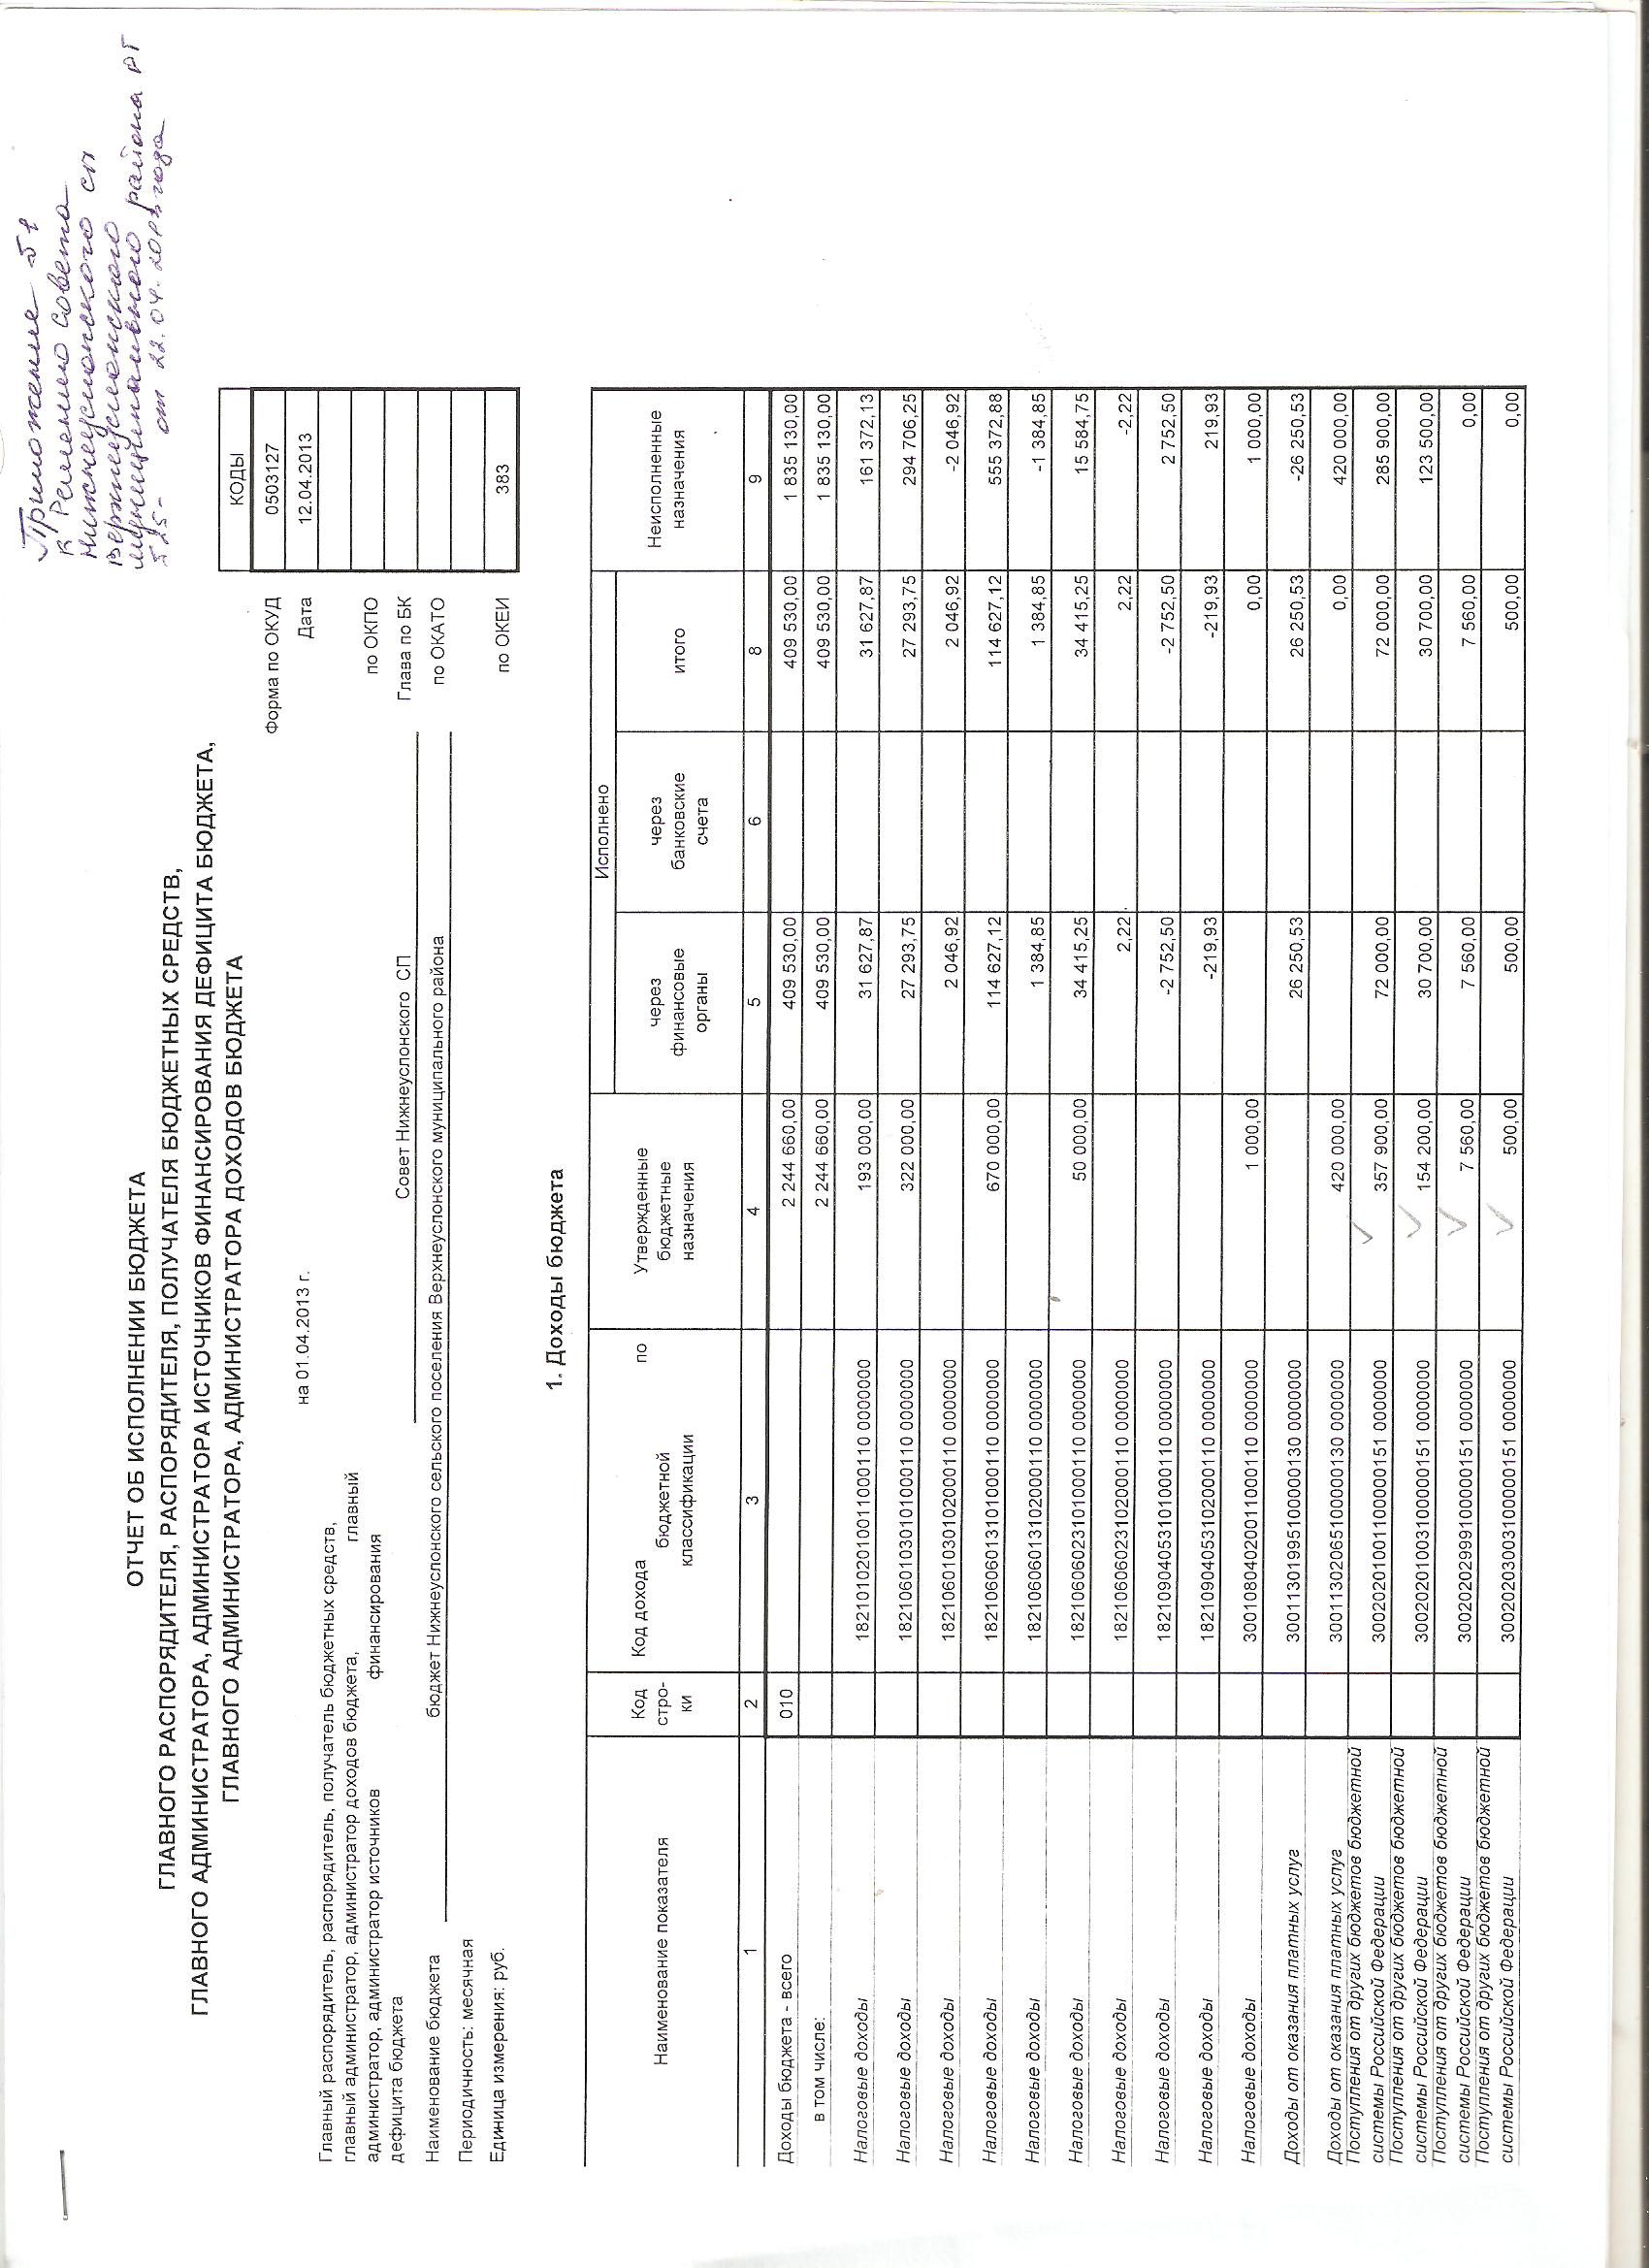 Приложение №1
к Решению Совета
Нижнеуслонского сп
Верхнеуслонского
муниципального района РТ
№25- от 22.04.2013 года
ОТЧЕТ ОБ ИСПОЛНЕНИИ БЮДЖЕТА
ГЛАВНОГО РАСПОРЯДИТЕЛЯ, РАСПОРЯДИТЕЛЯ, ПОЛУЧАТЕЛЯ БЮДЖЕТНЫХ СРЕДСТВ,
ГЛАВНОГО АДМИНИСТРАТОРА, АДМИНИСТРАТОРА ИСТОЧНИКОВ ФИНАНСИРОВАНИЯ ДЕФИЦИТА БЮДЖЕТА,
ГЛАВНОГО АДМИНИСТРАТОРА, АДМИНИСТРАТОРА ДОХОДОВ БЮДЖЕТА
КОДЫ
Форма по ОКУД 0503127
на 01.04.2013 г. Дата 12.04.2013
Главный распорядитель, распорядитель, получатель бюджетных средств,
главный администратор, администратор доходов бюджета, главный
администратор, администратор источников финансирования по ОКПО
дефицита бюджета Совет Нижнеуслонского СП Глава по БК
Наименование бюджета бюджет Нижнеуслонского сельского поселения Верхнеуслонского муниципального района по ОКАТО
Периодичность: месячная
Единица измерения: руб. по ОКЕИ 383
1. Доходы бюджета
Наименование показателя Код стро- ки Код дохода по бюджетной классификации Утвержденные бюджетные назначения Исполнено Неисполненные назначения
через финансовые органы через банковские счета итого
1 2 3 4 5 6 8 9
Доходы бюджета - всего 010 2 244 660,00 409 530,00 409 530,00 1 835 130,00
в том числе: 2 244 660,00 409 530,00 409 530,00 1 835 130,00
Налоговые доходы 18210102010011000110 0000000 193 000,00 31 627,87 31 627,87 161 372,13
Налоговые доходы 18210601030101000110 0000000 322 000,00 27 293,75 27 293,75 294 706,25
Налоговые доходы 18210601030102000110 0000000 2 046,92 2 046,92 -2 046,92
Налоговые доходы 18210606013101000110 0000000 670 000,00 114 627,12 114 627,12 555 372,88
Налоговые доходы 18210606013102000110 0000000 1 384,85 1 384,85 -1 384,85
Налоговые доходы 18210606023101000110 0000000 50 000,00 34 415,25 34 415,25 15 584,75
Налоговые доходы 18210606023102000110 0000000 2,22 2,22 -2,22
Налоговые доходы 18210904053101000110 0000000 -2 752,50 -2 752,50 2 752,50
Налоговые доходы 18210904053102000110 0000000 -219,93 -219,93 219,93
Налоговые доходы 30010804020011000110 0000000 1 000,00 0,00 1 000,00
Доходы от оказания платных услуг 30011301995100000130 0000000 26 250,53 26 250,53 -26 250,53
Доходы от оказания платных услуг 30011302065100000130 0000000 420 000,00 0,00 420 000,00
Поступления от других бюджетов бюджетной
системы Российской Федерации 30020201001100000151 0000000 357 900,00 72 000,00 72 000,00 285 900,00
Поступления от других бюджетов бюджетной
системы Российской Федерации 30020201003100000151 0000000 154 200,00 30 700,00 30 700,00 123 500,00
Поступления от других бюджетов бюджетной
системы Российской Федерации 30020202999100000151 0000000 7 560,00 7 560,00 7 560,00 0,00
Поступления от других бюджетов бюджетной
системы Российской Федерации 30020203003100000151 0000000 500,00 500,00 500,00 0,00